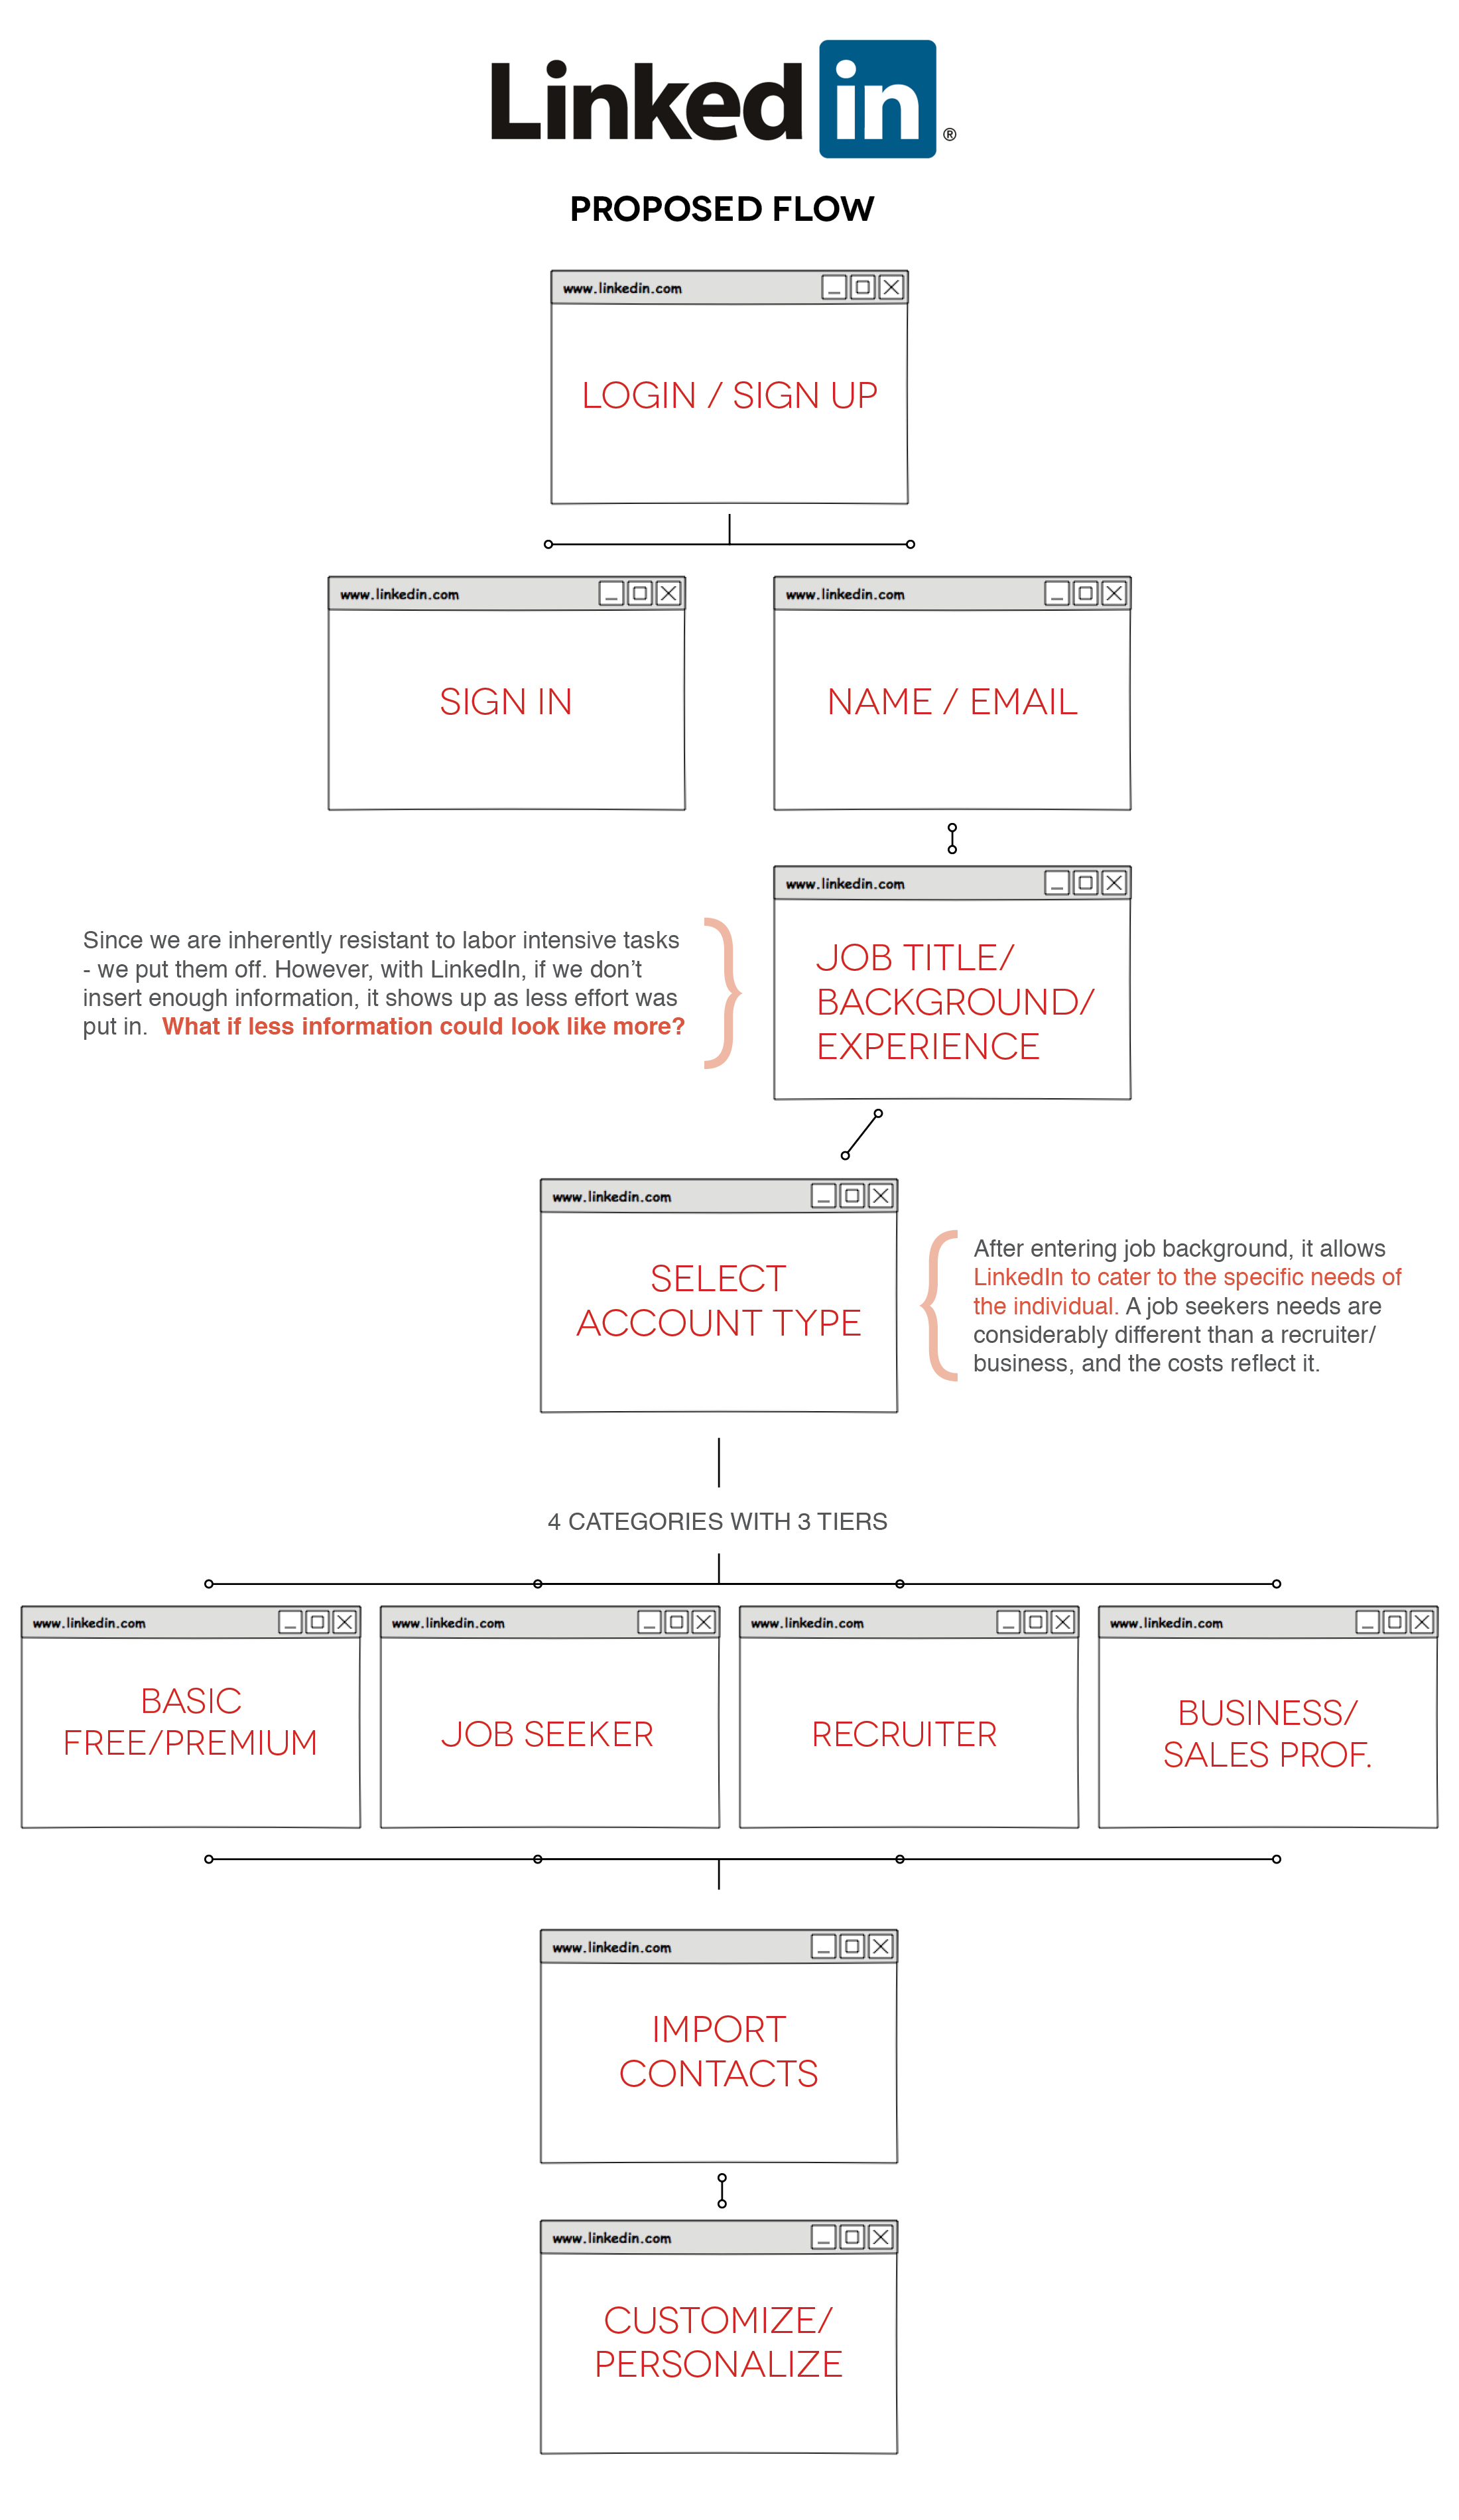 Linked in ®
PROPOSED FLOW
www.linkedin.com
LOGIN / SIGN UP
www.linkedin.com
SIGN IN
www.linkedin.com
NAME / EMAIL
www.linkedin.com
JOB TITLE/
BACKGROUND/
EXPERIENCE
Since we are inherently resistant to labor intensive tasks
- we put them off. However, with LinkedIn, if we don’t
insert enough information, it shows up as less effort was
put in. What if less information could look like more?
www.linkedin.com
SELECT
ACCOUNT TYPE
After entering job background, it allows
LinkedIn to cater to the specific needs of
the individual. A job seekers needs are
considerably different than a recruiter/
business, and the costs reflect it.
4 CATEGORIES WITH 3 TIERS
www.linkedin.com
BASIC
FREE/PREMIUM
www.linkedin.com
JOB SEEKER
www.linkedin.com
RECRUITER
www.linkedin.com
BUSINESS/
SALES PROF.
www.linkedin.com
IMPORT
CONTACTS
www.linkedin.com
CUSTOMIZE/
PERSONALIZE